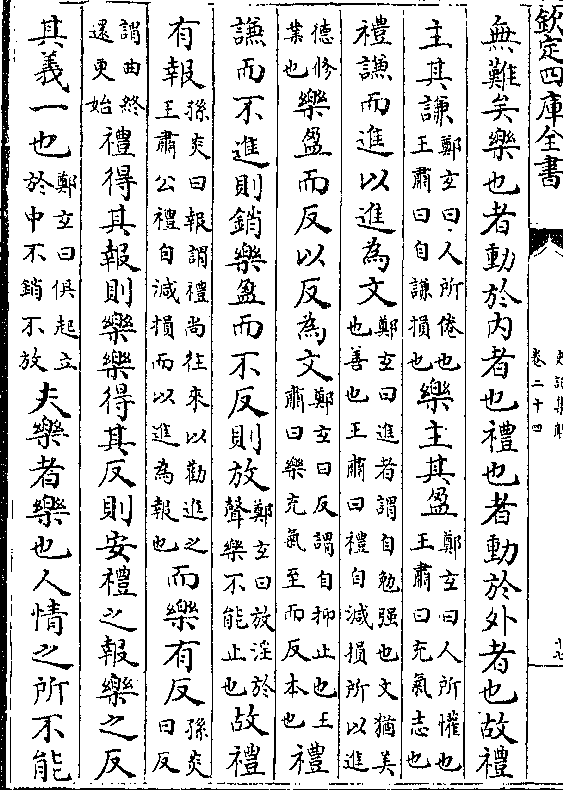 欽定四庫全書
史記集解
卷二十四
十七
無難矣樂也者動於内者也禮也者動於外者也故禮
主其謙鄭玄曰人所倦也王肅曰自謙損也樂主其盈鄭玄曰人所懽也王肅曰充氣志也
禮謙而進以進為文鄭玄曰進者謂自勉强也文猶美也善也王肅曰禮自減損所以進
德修業也樂盈而反以反為文鄭玄曰反謂自抑止也王肅曰樂充氣至而反本也禮
謙而不進則銷樂盈而不反則放鄭玄曰放淫於聲樂不能止也故禮
有報孫炎曰報謂禮尚往來以勸進之王肅公禮自減損而以進為報也而樂有反孫炎曰反
謂曲終還更始禮得其報則樂樂得其反則安禮之報樂之反
其義一也鄭玄曰俱起立於中不銷不放夫樂者樂也人情之所不能